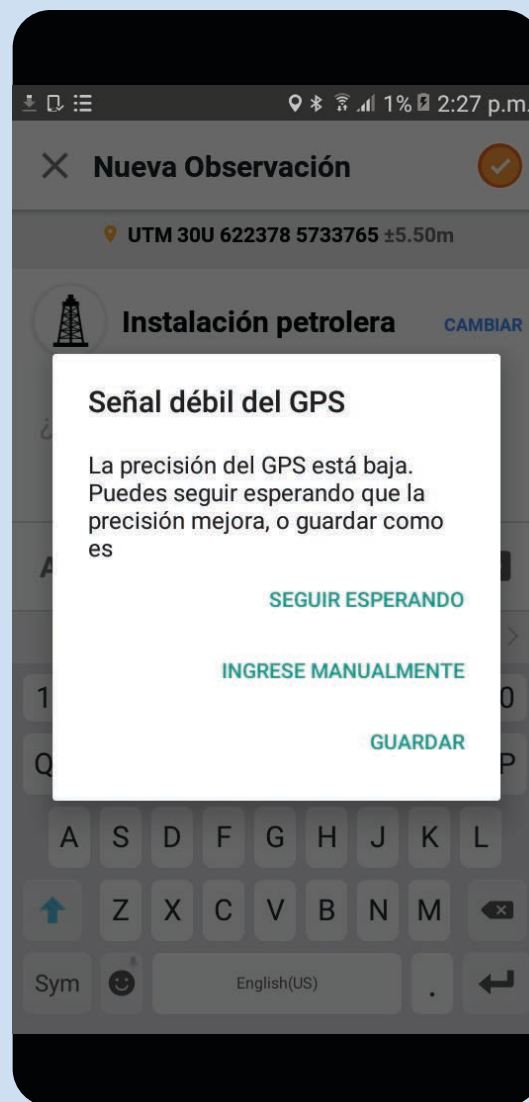 1% 2:27 p.m.
Nueva Observación
UTM 30U 622378 5733765 ±5.50m
Instalación petrolera CAMBIAR
Señal débil del GPS
¿
La precisión del GPS está baja.
Puedes seguir esperando que la
precisión mejora, o guardar como
es
A
SEGUIR ESPERANDO
INGRESE MANUALMENTE
1 0
GUARDAR
Q P
A S D F G H J K L
Z X C V B N M
Sym English(US) .